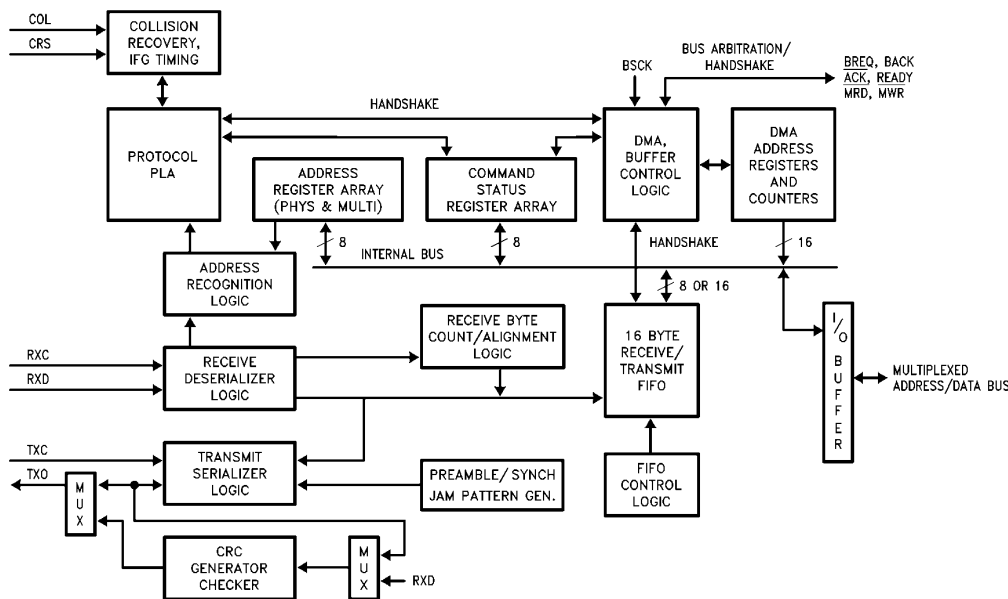 COL
CRS
COLLISION
RECOVERY,
IFG TIMING
BUS ARBITRATION/
HANDSHAKE
BSCK
BREQ, BACK
ACK, READY
MRD, MWR
HANDSHAKE
PROTOCOL
PLA
ADDRESS
REGISTER ARRAY
(PHYS & MULTI)
COMMAND
STATUS
REGISTER ARRAY
DMA,
BUFFER
CONTROL
LOGIC
DMA
ADDRESS
REGISTERS
AND
COUNTERS
8
8
HANDSHAKE
16
INTERNAL BUS
ADDRESS
RECOGNITION
LOGIC
8 OR 16
RECEIVE BYTE
COUNT/ALIGNMENT
LOGIC
16 BYTE
RECEIVE/
TRANSMIT
FIFO
I/O
BUFFER
RXC
RXD
RECEIVE
DESERIALIZER
LOGIC
MULTIPLEXED
ADDRESS/DATA BUS
TXC
TXO
TRANSMIT
SERIALIZER
LOGIC
PREAMBLE/SYNCH
JAM PATTERN GEN.
FIFO
CONTROL
LOGIC
MUX
CRC
GENERATOR
CHECKER
MUX
RXD